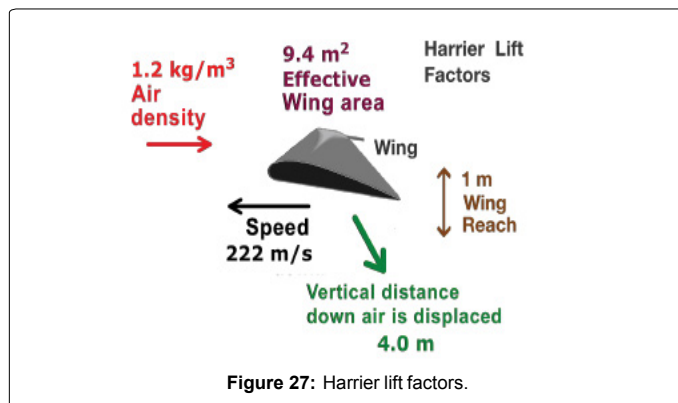 1.2 kg/m³
Air
density
9.4 m²
Effective
Wing area
Harrier Lift
Factors
Wing
1 m
Wing
Reach
Speed
222 m/s
Vertical distance
down air is displaced
4.0 m
Figure 27: Harrier lift factors.